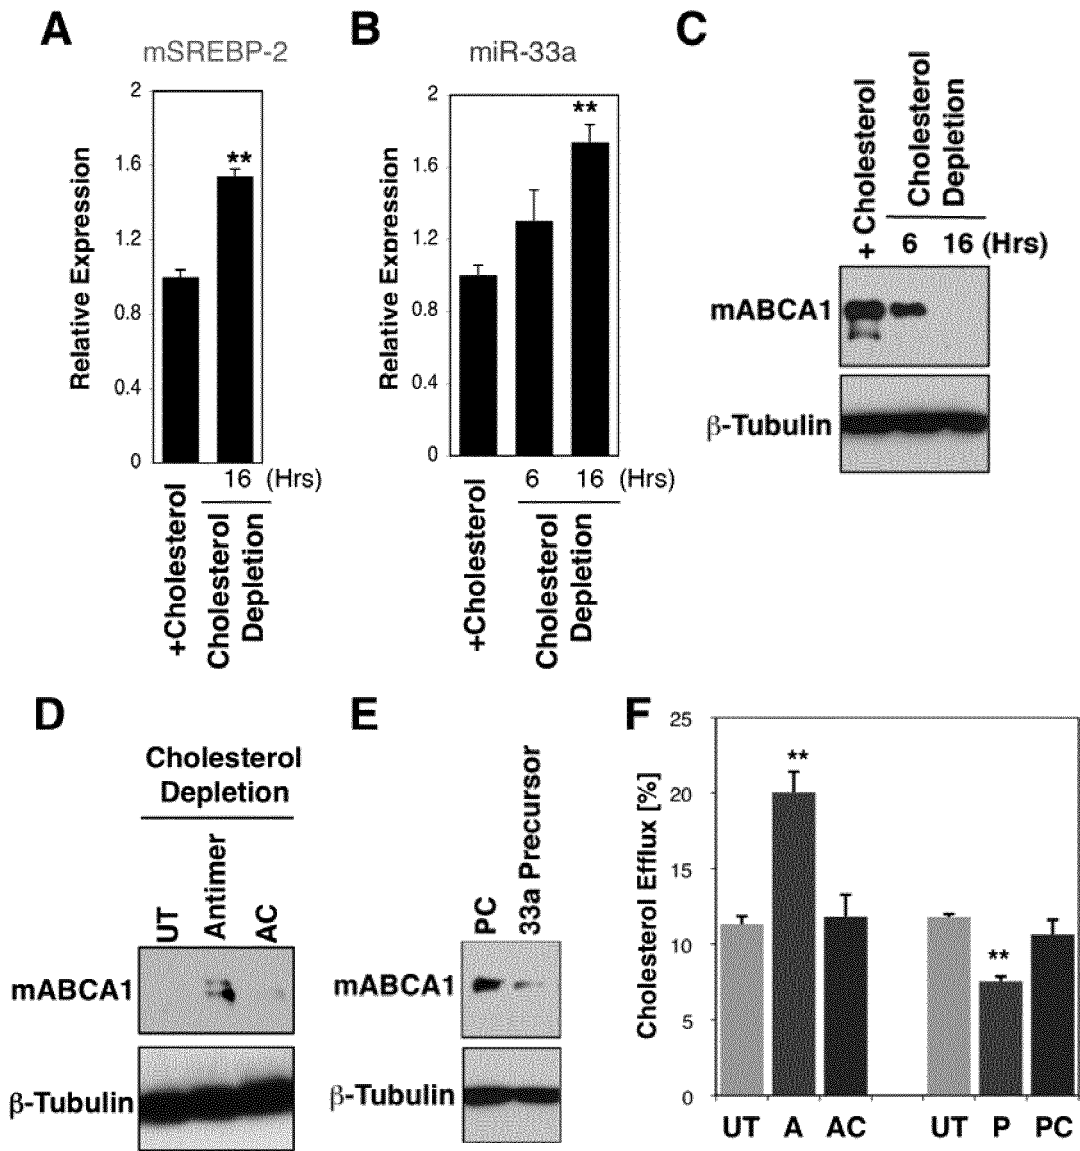 A
mSREBP-2
2
1.6
1.2
0.8
0.4
0
Relative Expression
**
16 (Hrs)
+Cholesterol
Cholesterol
Depletion
B
miR-33a
2
1.6
1.2
0.8
0.4
0
Relative Expression
**
6 16 (Hrs)
+Cholesterol
Cholesterol
Depletion
C
+ Cholesterol
Cholesterol
Depletion
6 16 (Hrs)
mABCA1
β-Tubulin
D
Cholesterol
Depletion
UT
Antimer
AC
mABCA1
β-Tubulin
E
PC
33a Precursor
mABCA1
β-Tubulin
F
25
20
15
10
5
0
Cholesterol Efflux [%]
**
**
UT A AC UT P PC